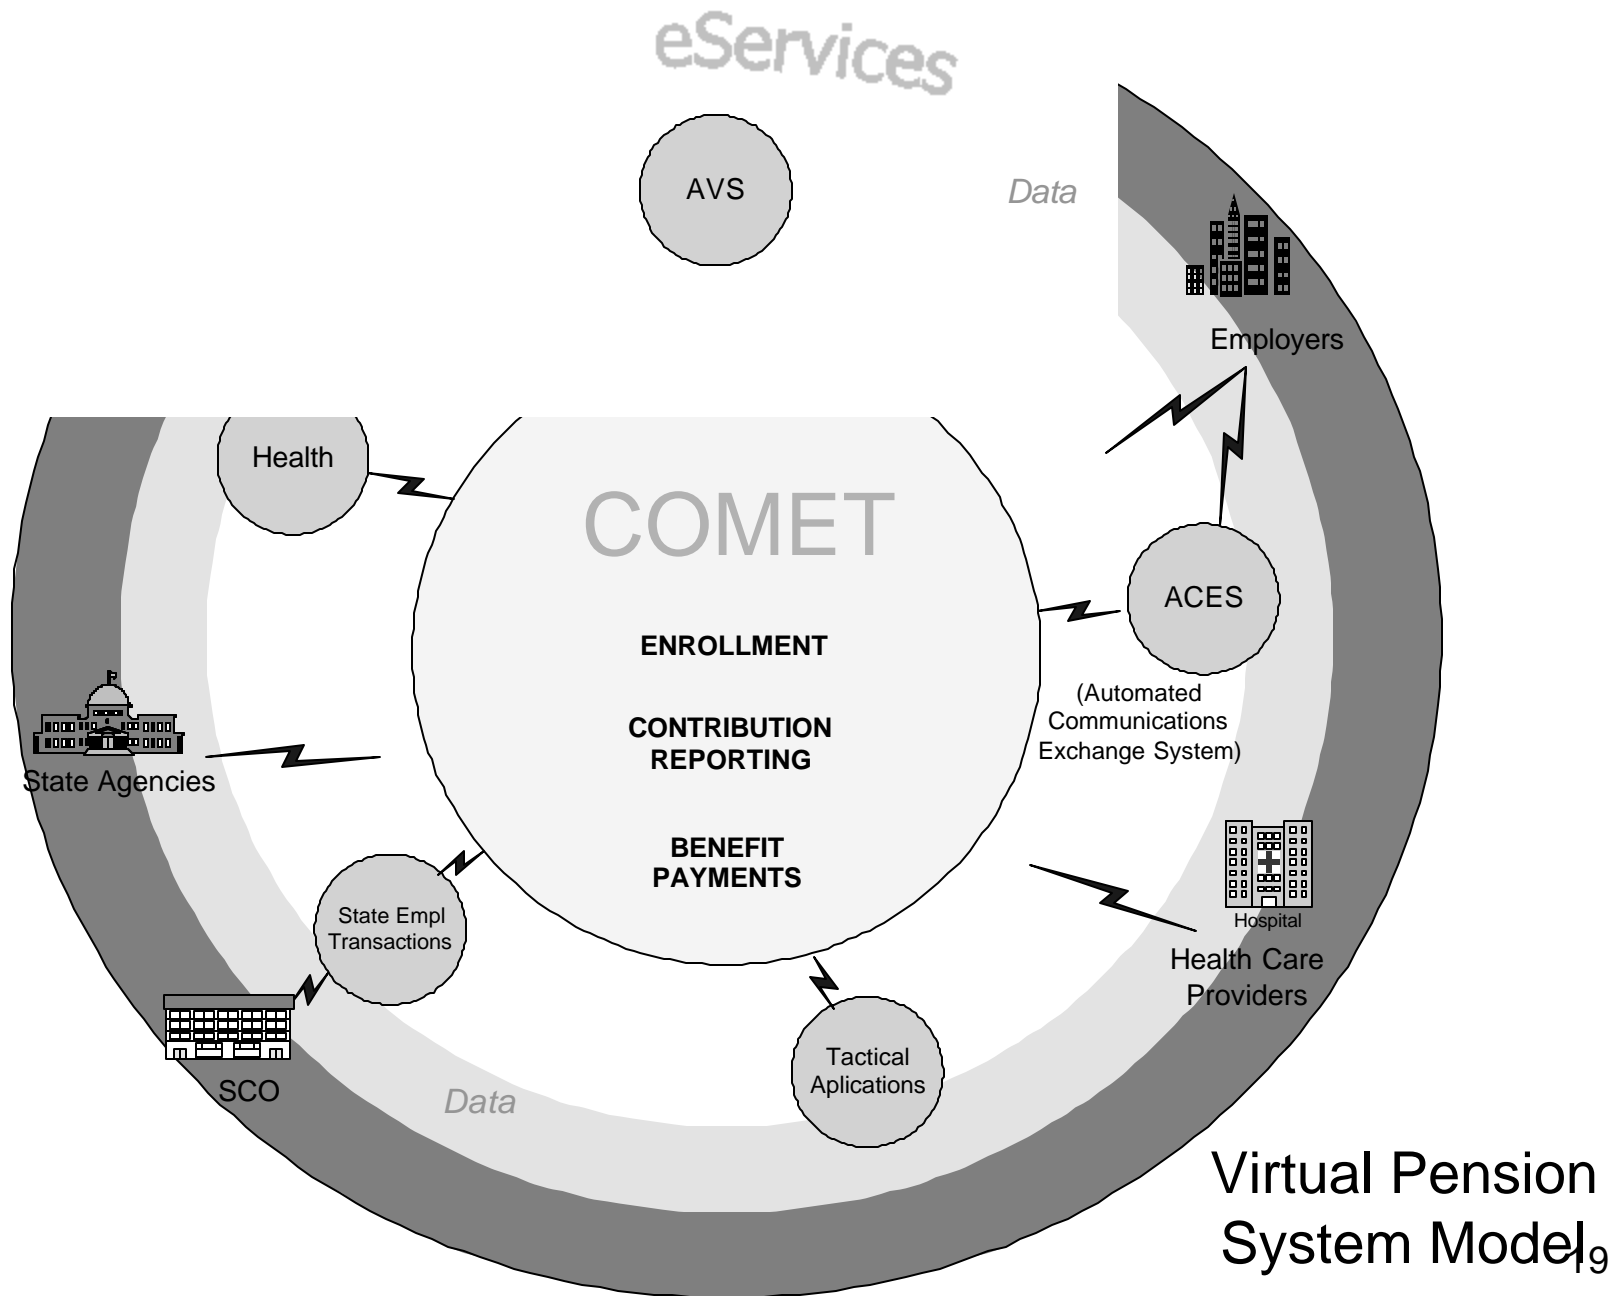 eServices
AVS
Data
Employers
Health
COMET
ENROLLMENT
CONTRIBUTION
REPORTING
BENEFIT
PAYMENTS
ACES
(Automated
Communications
Exchange System)
State Agencies
State Empl
Transactions
SCO
Data
Tactical
Aplications
Hospital
Health Care
Providers
Virtual Pension
System Model
19